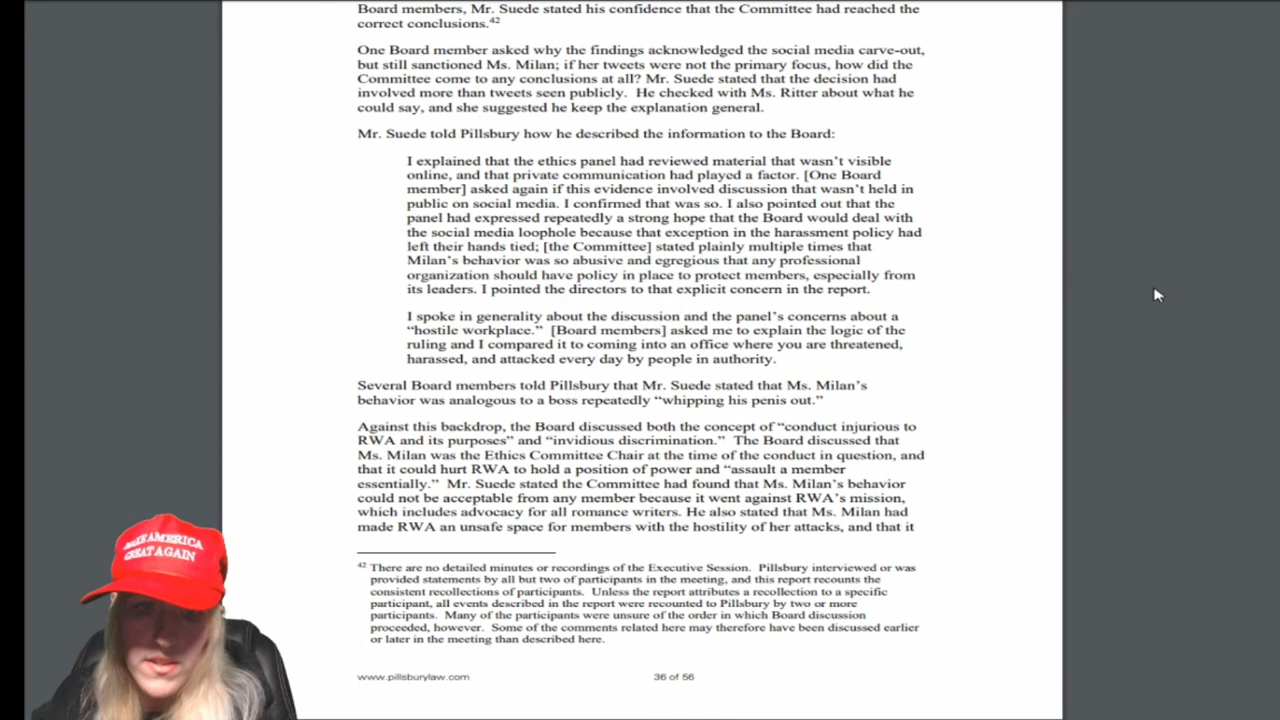 Board members, Mr. Suede stated his confidence that the Committee had reached the
correct conclusions.42
One Board member asked why the findings acknowledged the social media carve-out,
but still sanctioned Ms. Milan; if her tweets were not the primary focus, how did the
Committee come to any conclusions at all? Mr. Suede stated that the decision had
involved more than tweets seen publicly. He checked with Ms. Ritter about what he
could say, and she suggested he keep the explanation general.
Mr. Suede told Pillsbury how he described the information to the Board:
I explained that the ethics panel had reviewed material that wasn't visible
online, and that private communication had played a factor. [One Board
member] asked again if this evidence involved discussion that wasn't held in
public on social media. I confirmed that was so. I also pointed out that the
panel had expressed repeatedly a strong hope that the Board would deal with
the social media loophole because that exception in the harassment policy had
left their hands tied; [the Committee] stated plainly multiple times that
Milan's behavior was so abusive and egregious that any professional
organization should have policy in place to protect members, especially from
its leaders. I pointed the directors to that explicit concern in the report.
I spoke in generality about the discussion and the panel's concerns about a
“hostile workplace.” [Board members] asked me to explain the logic of the
ruling and I compared it to coming into an office where you are threatened,
harassed, and attacked every day by people in authority.
Several Board members told Pillsbury that Mr. Suede stated that Ms. Milan's
behavior was analogous to a boss repeatedly “whipping his penis out.”
Against this backdrop, the Board discussed both the concept of “conduct injurious to
RWA and its purposes” and “invidious discrimination.” The Board discussed that
Ms. Milan was the Ethics Committee Chair at the time of the conduct in question, and
that it could hurt RWA to hold a position of power and “assault a member
essentially.” Mr. Suede stated the Committee had found that Ms. Milan's behavior
could not be acceptable from any member because it went against RWA's mission,
which includes advocacy for all romance writers. He also stated that Ms. Milan had
made RWA an unsafe space for members with the hostility of her attacks, and that it
42 There are no detailed minutes or recordings of the Executive Session. Pillsbury interviewed or was
provided statements by all but two of participants in the meeting, and this report recounts the
consistent recollections of participants. Unless the report attributes a recollection to a specific
participant, all events described in the report were recounted to Pillsbury by two or more
participants. Many of the participants were unsure of the order in which Board discussion
proceeded, however. Some of the comments related here may therefore have been discussed earlier
or later in the meeting than described here.
www.pillsburylaw.com 36 of 56
MAKE AMERICA
GREAT AGAIN